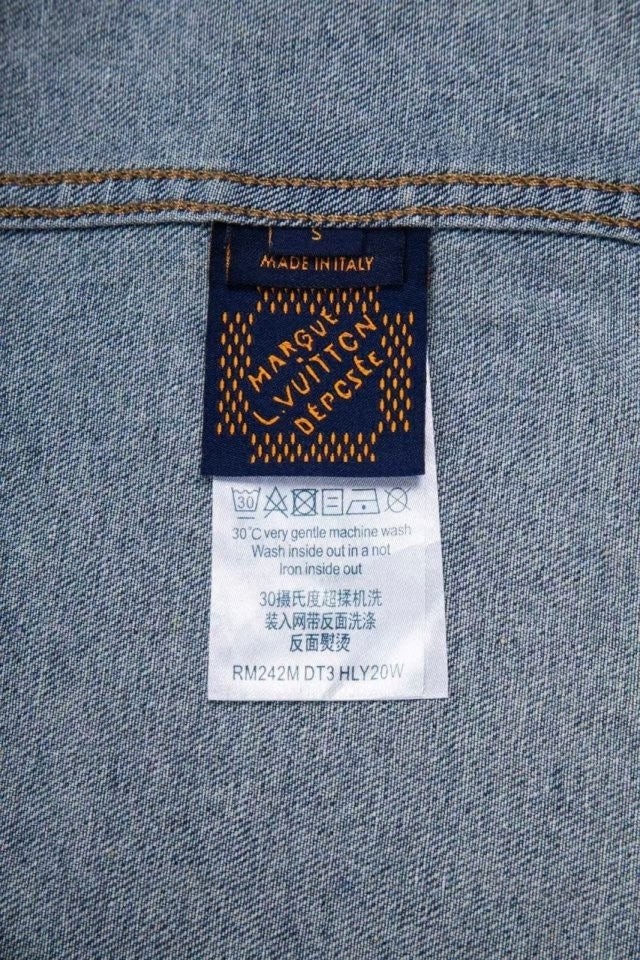 S
MADE IN ITALY
MARQUE
L.VUITTON
DÉPOSÉE
30
30°C very gentle machine wash
Wash inside out in a not
Iron inside out
30摄氏度超揉机洗
装入网带反面洗涤
反面熨烫
RM242M DT3 HLY20W